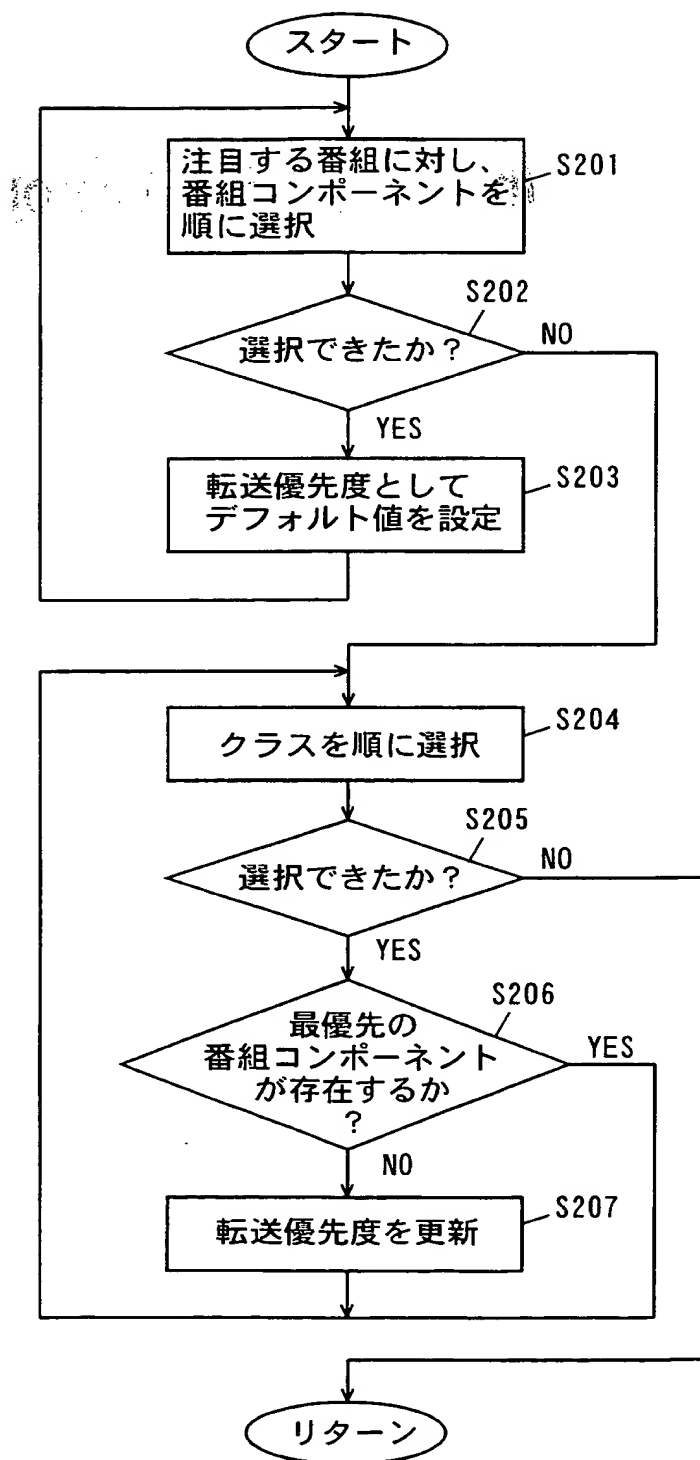 スタート
注目する番組に対し、
番組コンポーネントを
順に選択
S201
S202
選択できたか？
NO
YES
転送優先度として
デフォルト値を設定
S203
クラスを順に選択
S204
S205
選択できたか？
NO
YES
S206
最優先の
番組コンポーネント
が存在するか
？
YES
NO
転送優先度を更新
S207
リターン